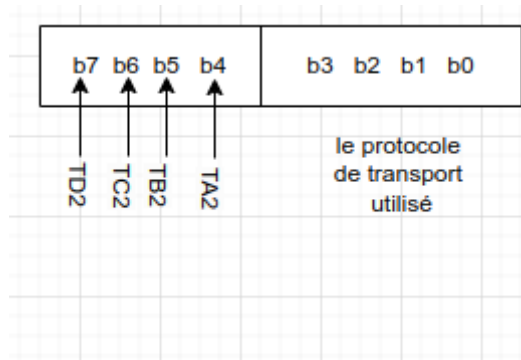 b7 b6 b5 b4 b3 b2 b1 b0
TD2 TC2 TB2 TA2
le protocole
de transport
utilisé